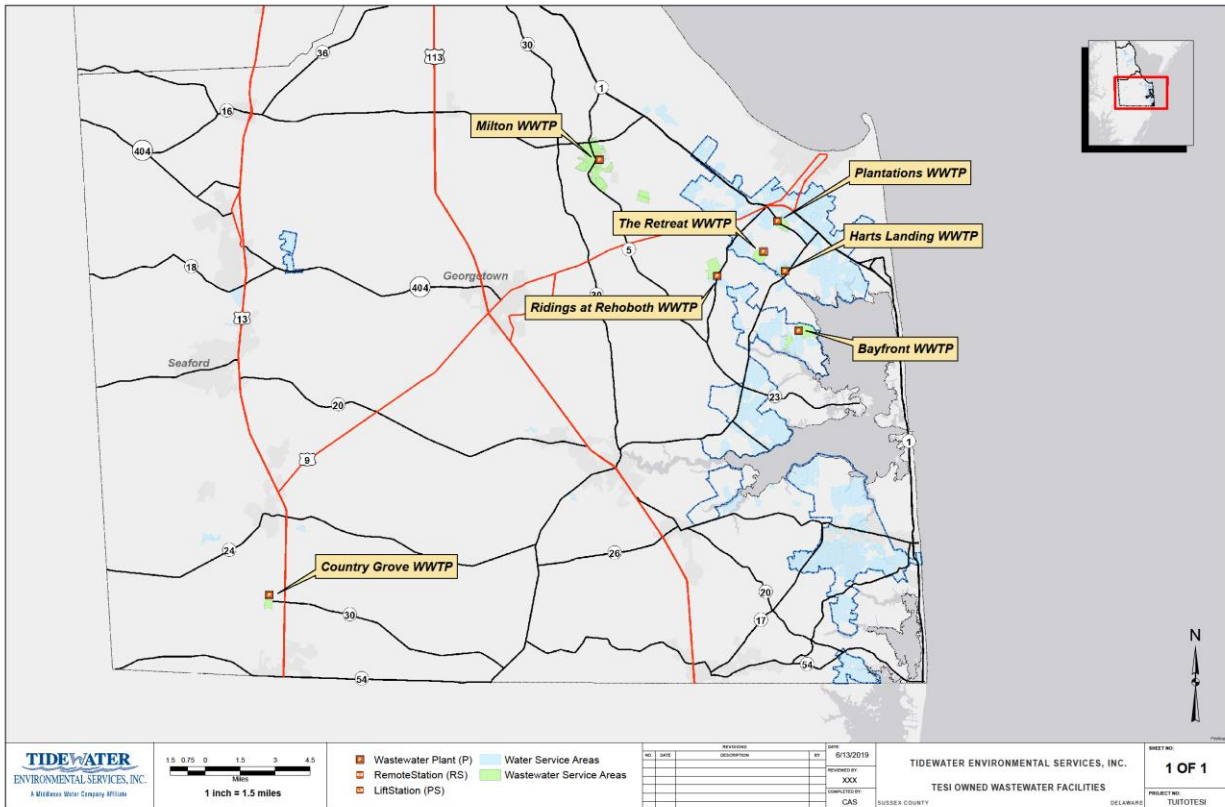 36
113
30
16
1
404
Milton WWTP
Plantations WWTP
The Retreat WWTP
Harts Landing WWTP
5
18
Georgetown
404
30
Ridings at Rehoboth WWTP
13
Bayfront WWTP
Seaford
20
23
1
9
24
26
Country Grove WWTP
30
20
17
54
54
N
TIDEWATER
ENVIRONMENTAL SERVICES, INC.
A Middlesex Water Company Affiliate
1.5 0.75 0 1.5 3 4.5
Miles
1 inch = 1.5 miles
P Wastewater Plant (P)
RemoteStation (RS)
LiftStation (PS)
Water Service Areas
Wastewater Service Areas
REVISIONS
NO. DATE DESCRIPTION BY
DATE
6/13/2019
REVIEWED BY:
XXX
COMPLETED BY:
CAS
TIDEWATER ENVIRONMENTAL SERVICES, INC.
TESI OWNED WASTEWATER FACILITIES
SUSSEX COUNTY DELAWARE
SHEET NO:
1 OF 1
PROJECT NO:
TUITOTESI